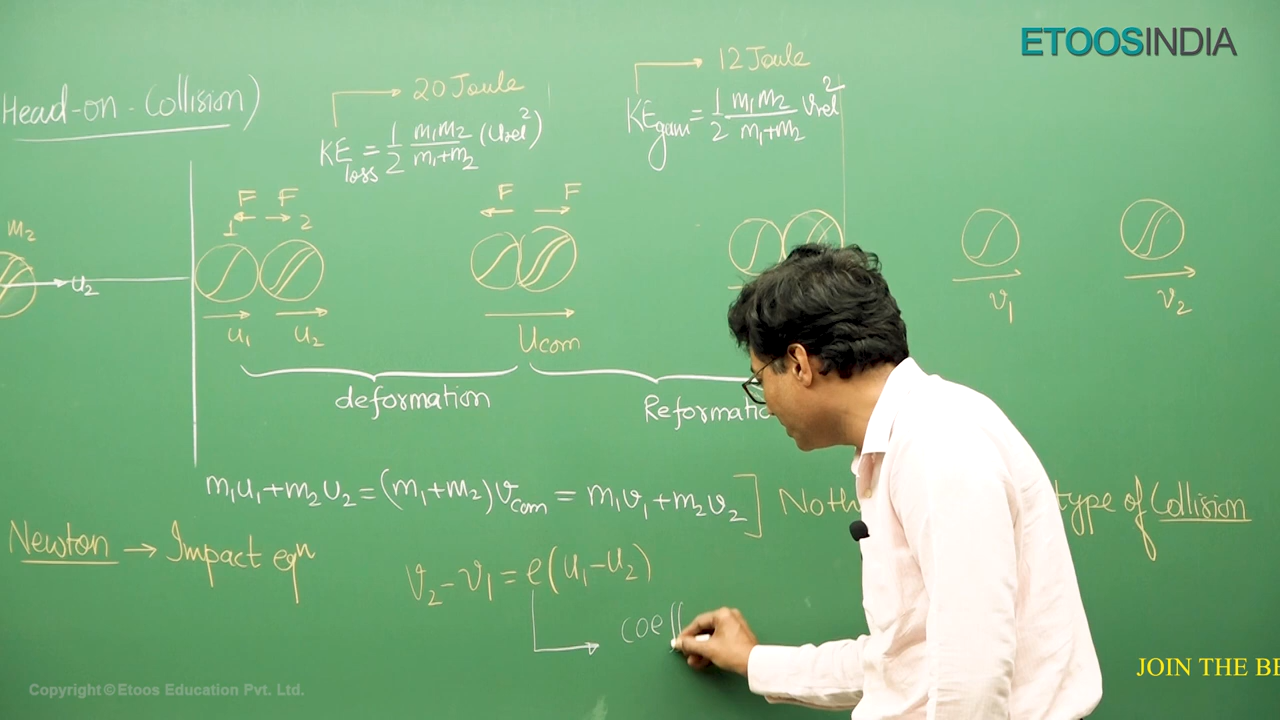 ETOOSINDIA
Head-on-Collision)
20 Joule
KE loss = 1/2 m₁m₂/m₁+m₂ (Urel²)
12 Joule
KE gain = 1/2 m₁m₂/m₁+m₂ Vrel²
m₂
u₂
F F
1 2
u₁ u₂
F F
Ucom
v₁ v₂
deformation
Reformatio
m₁u₁+m₂u₂=(m₁+m₂)vcom = m₁v₁+m₂v₂] Noth type of Collision
Newton → Impact eqn
v₂-v₁=e(u₁-u₂)
coeff
Copyright © Etoos Education Pvt. Ltd.
JOIN THE BE